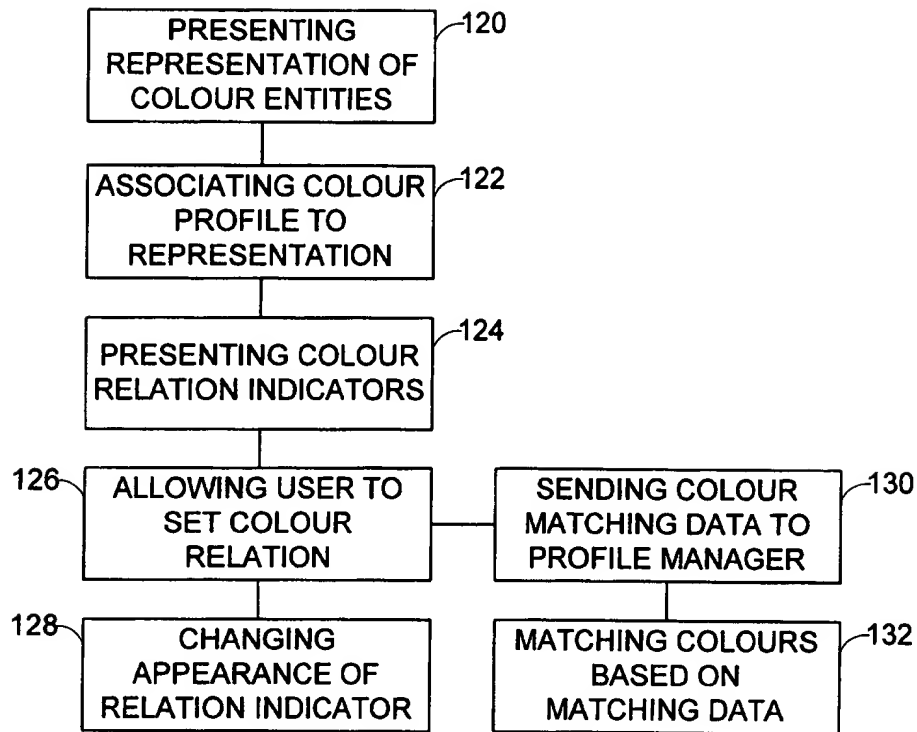 PRESENTING
REPRESENTATION OF
COLOUR ENTITIES
120
ASSOCIATING COLOUR
PROFILE TO
REPRESENTATION
122
PRESENTING COLOUR
RELATION INDICATORS
124
126
ALLOWING USER TO
SET COLOUR
RELATION
SENDING COLOUR
MATCHING DATA TO
PROFILE MANAGER
130
128
CHANGING
APPEARANCE OF
RELATION INDICATOR
MATCHING COLOURS
BASED ON
MATCHING DATA
132